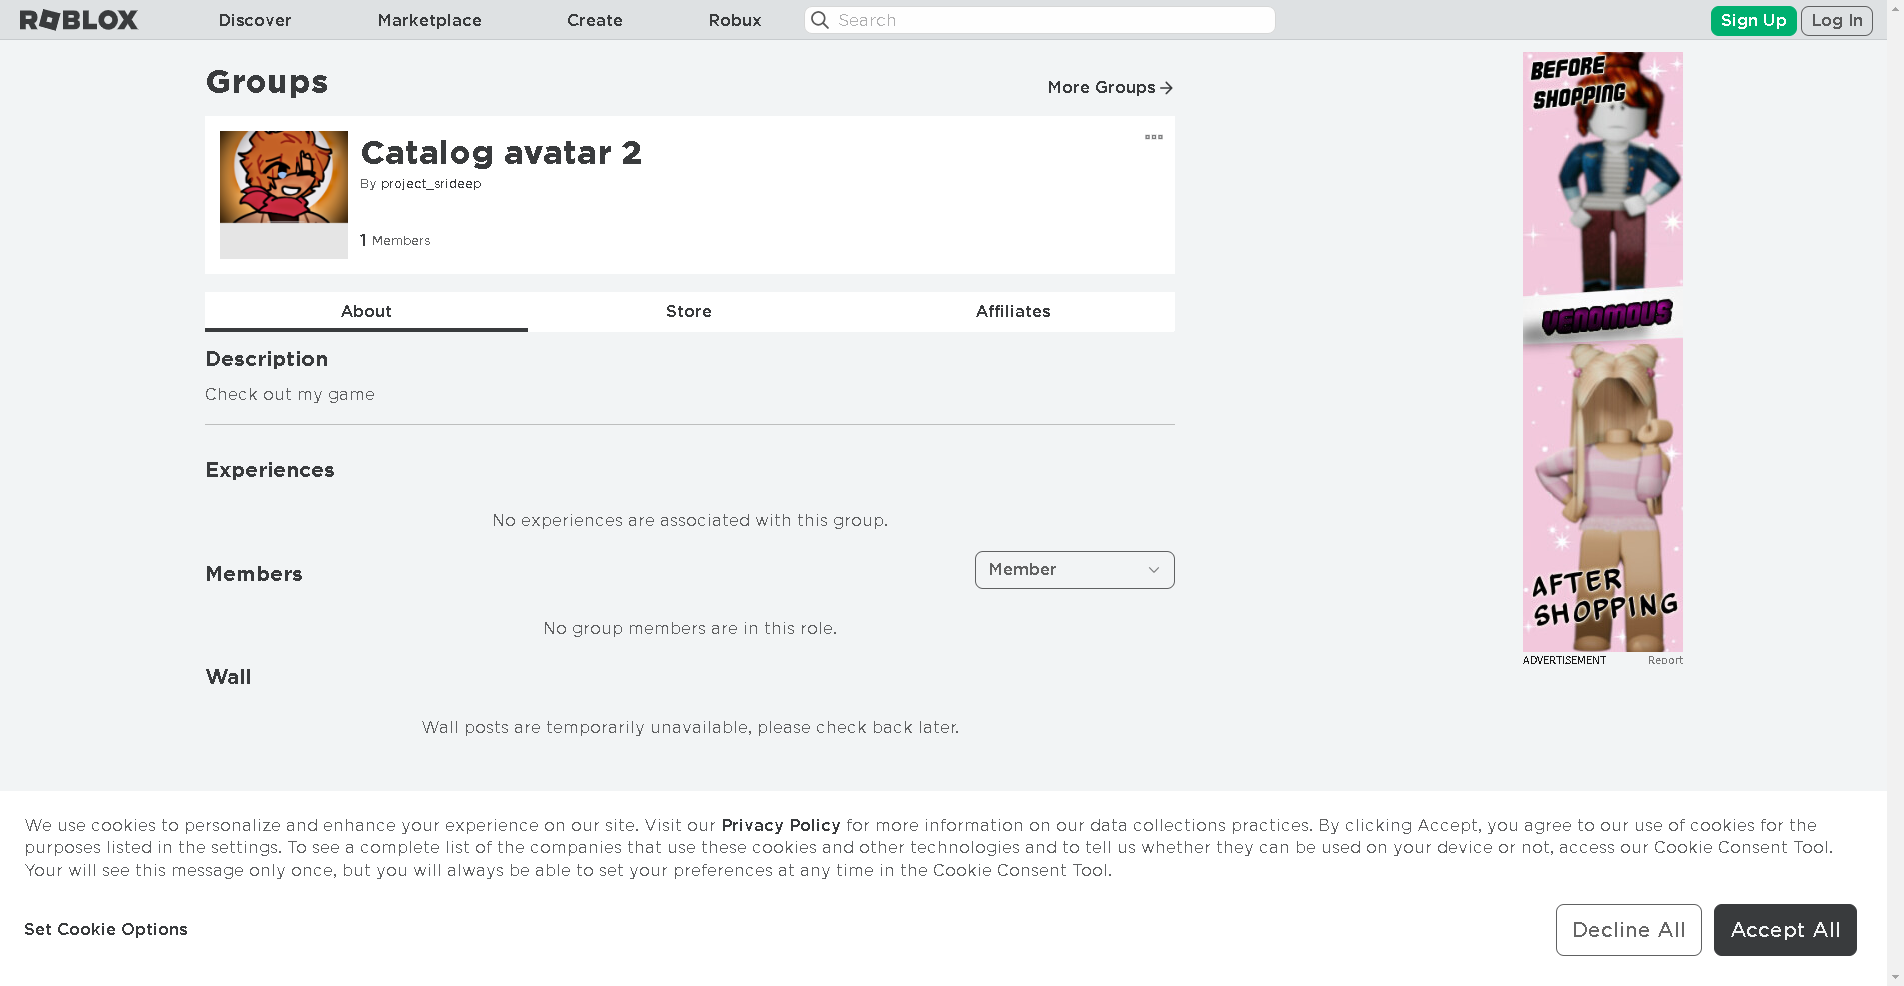 ROBLOX Discover Marketplace Create Robux Search Sign Up Log In
Groups
More Groups
Catalog avatar 2
By project_srideep
1 Members
About Store Affiliates
Description
Check out my game
Experiences
No experiences are associated with this group.
Members
Member
No group members are in this role.
Wall
Wall posts are temporarily unavailable, please check back later.
BEFORE
SHOPPING
VENOMOUS
AFTER
SHOPPING
ADVERTISEMENT Report
We use cookies to personalize and enhance your experience on our site. Visit our Privacy Policy for more information on our data collections practices. By clicking Accept, you agree to our use of cookies for the
purposes listed in the settings. To see a complete list of the companies that use these cookies and other technologies and to tell us whether they can be used on your device or not, access our Cookie Consent Tool.
Your will see this message only once, but you will always be able to set your preferences at any time in the Cookie Consent Tool.
Set Cookie Options
Decline All
Accept All